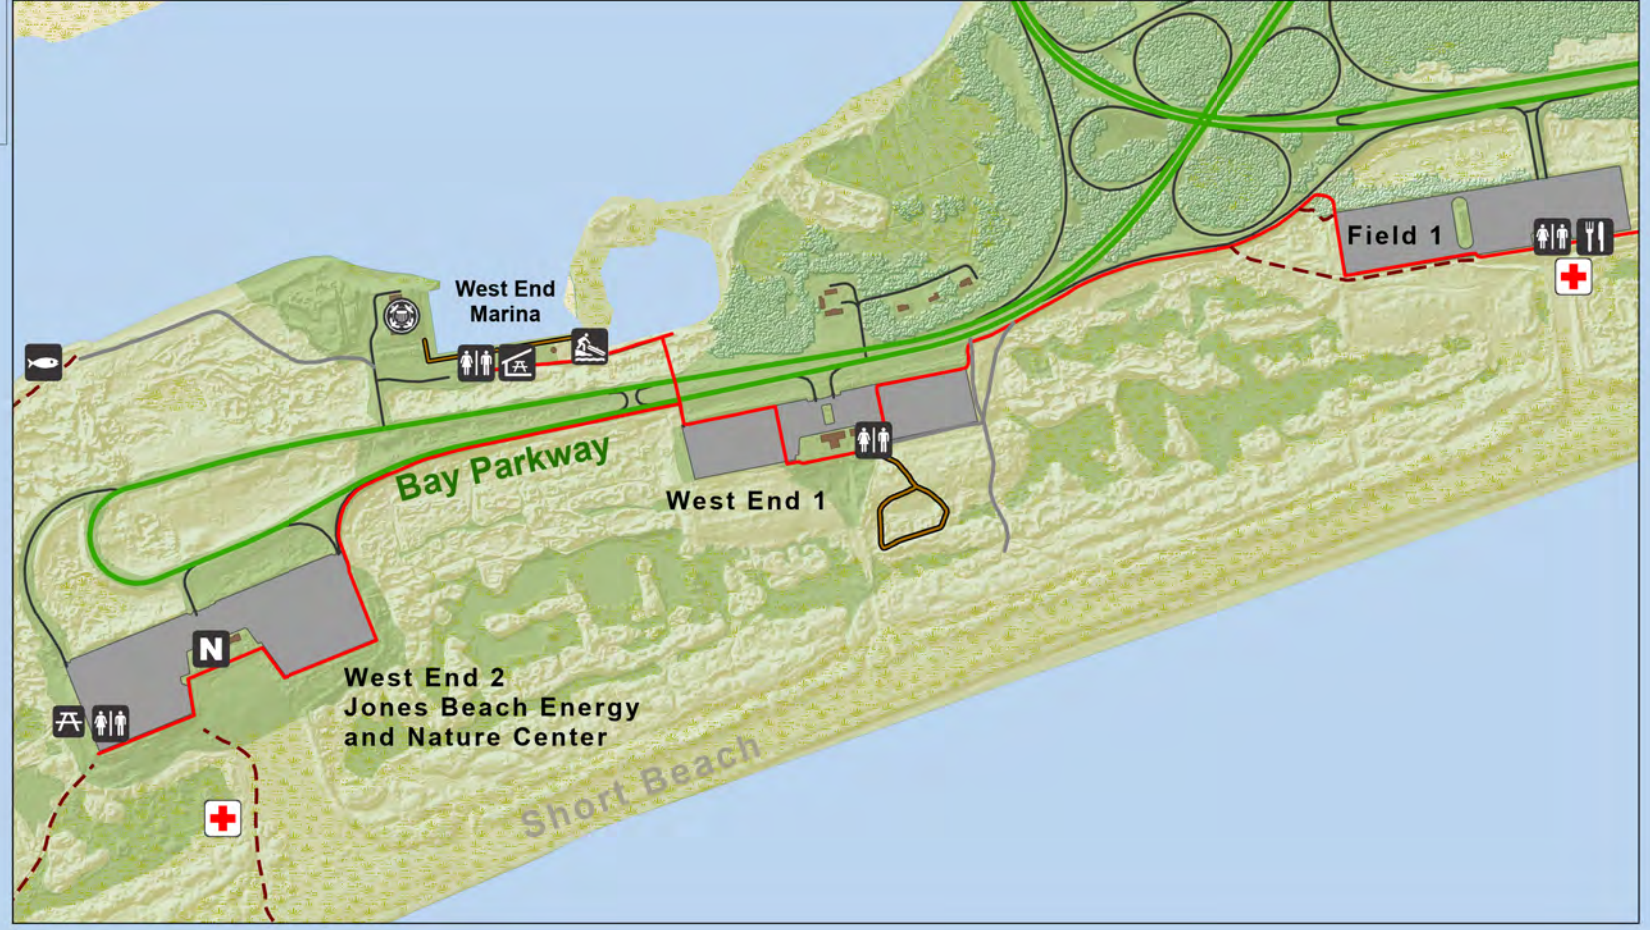 West End
Marina
Field 1
Bay Parkway
West End 1
N
West End 2
Jones Beach Energy
and Nature Center
Short Beach